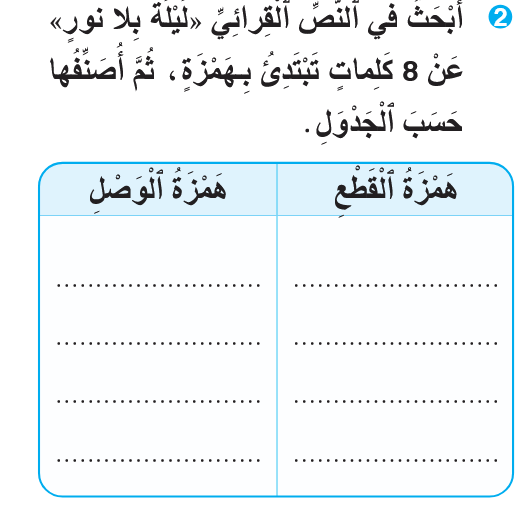 2 أَبْحَثُ في ٱلنَّصِّ ٱلْقِرائِيِّ «لَيْلَةٌ بِلا نورٍ»
عَنْ 8 كَلِماتٍ تَبْتَدِئُ بِـهَمْزَةٍ، ثُمَّ أُصَنِّفُها
حَسَبَ ٱلْجَدْوَلِ.
هَمْزَةُ ٱلْقَطْعِ هَمْزَةُ ٱلْوَصْلِ
.......................... ..........................
.......................... ..........................
.......................... ..........................
.......................... ..........................